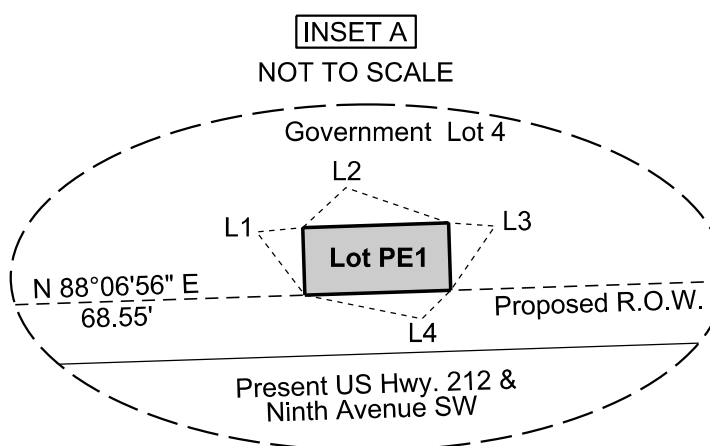 INSET A
NOT TO SCALE
Government Lot 4
L2
L1
L3
Lot PE1
N 88°06'56" E
68.55'
Proposed R.O.W.
L4
Present US Hwy. 212 &
Ninth Avenue SW